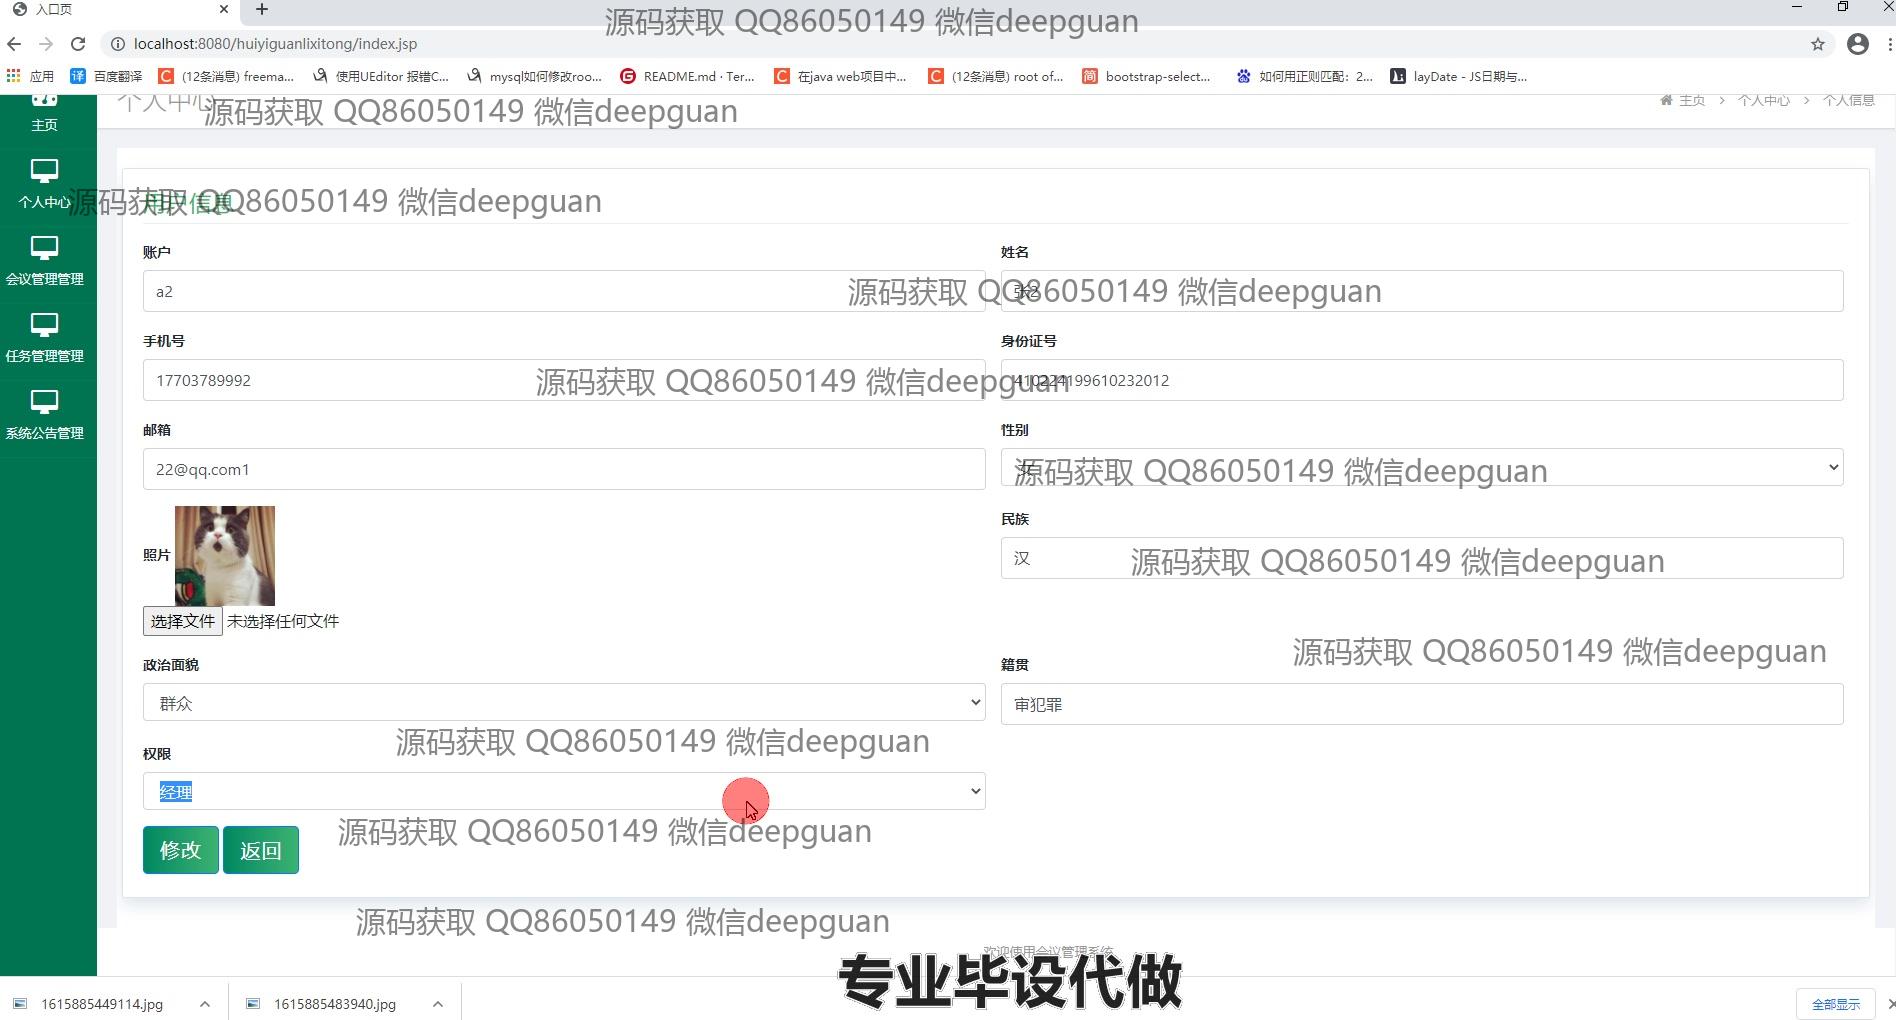 入口页
源码获取 QQ86050149 微信deepguan
localhost:8080/huiyiguanlixitong/index.jsp
应用 百度翻译 (12条消息) freema... 使用UEditor 报错C... mysql如何修改roo... README.md · Ter... 在java web项目中... (12条消息) root of... bootstrap-select... 如何用正则匹配：2... layDate - JS日期与...
个人中心
源码获取 QQ86050149 微信deepguan
主页 > 个人中心 > 个人信息
主页
个人中心
会议管理管理
任务管理管理
系统公告管理
用户信息
源码获取 QQ86050149 微信deepguan
账户
a2
姓名
张2
源码获取 QQ86050149 微信deepguan
手机号
17703789992
身份证号
410224199610232012
源码获取 QQ86050149 微信deepguan
邮箱
22@qq.com1
性别
女
源码获取 QQ86050149 微信deepguan
照片
选择文件 未选择任何文件
民族
汉
源码获取 QQ86050149 微信deepguan
源码获取 QQ86050149 微信deepguan
政治面貌
群众
籍贯
审犯罪
源码获取 QQ86050149 微信deepguan
权限
经理
源码获取 QQ86050149 微信deepguan
修改 返回
源码获取 QQ86050149 微信deepguan
欢迎使用会议管理系统
专业毕设代做
1615885449114.jpg 1615885483940.jpg 全部显示